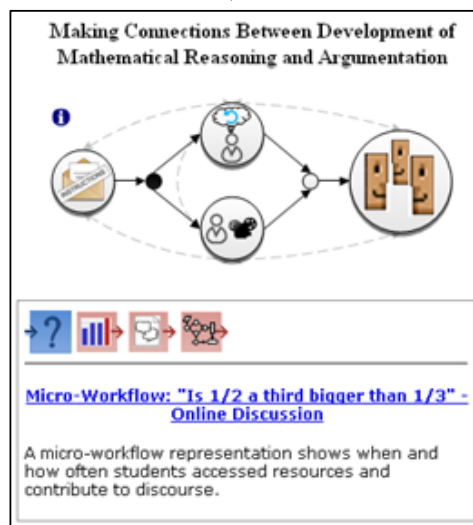 Making Connections Between Development of
Mathematical Reasoning and Argumentation
i
INSTRUCTIONS
?
Micro-Workflow: "Is 1/2 a third bigger than 1/3" -
Online Discussion
A micro-workflow representation shows when and
how often students accessed resources and
contribute to discourse.